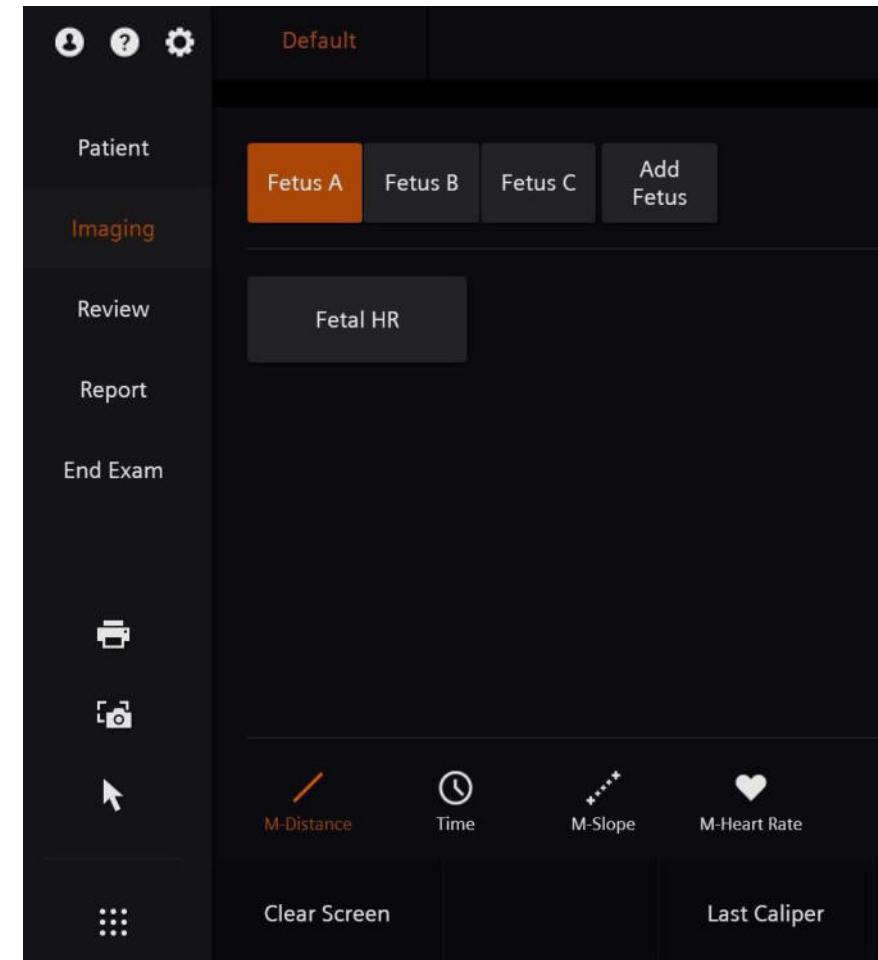 Default
Patient
Imaging
Review
Report
End Exam
Fetus A
Fetus B
Fetus C
Add
Fetus
Fetal HR
M-Distance
Time
M-Slope
M-Heart Rate
Clear Screen
Last Caliper